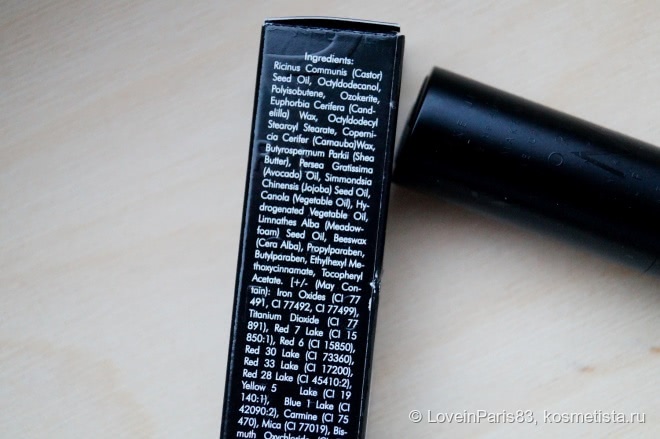 Ingredients:
Ricinus Communis (Castor)
Seed Oil, Octyldodecanol,
Polyisobutene, Ozokerite,
Euphorbia Cerifera (Cand-
elilla) Wax, Octyldodecyl
Stearoyl Stearate, Coperni-
cia Cerifer (Carnauba)Wax,
Butyrospermum Parkii (Shea
Butter), Persea Gratissima
(Avocado) Oil, Simmondsia
Chinensis (Jojoba) Seed Oil,
Canola (Vegetable Oil), Hy-
drogenated Vegetable Oil,
Limnathes Alba (Meadow-
foam) Seed Oil, Beeswax
(Cera Alba), Propylparaben,
Butylparaben, Ethylhexyl Me-
thoxycinnamate, Tocopheryl
Acetate. [+/- (May Con-
tain): Iron Oxides (CI 77
491, CI 77492, CI 77499),
Titanium Dioxide (CI 77
891), Red 7 Lake (CI 15
850:1), Red 6 (CI 15850),
Red 30 Lake (CI 73360),
Red 33 Lake (CI 17200),
Red 28 Lake (CI 45410:2),
Yellow 5 Lake (CI 19
140:1), Blue 1 Lake (CI
42090:2), Carmine (CI 75
470), Mica (CI 77019), Bis-
muth Oxychloride
© LoveinParis83, kosmetista.ru